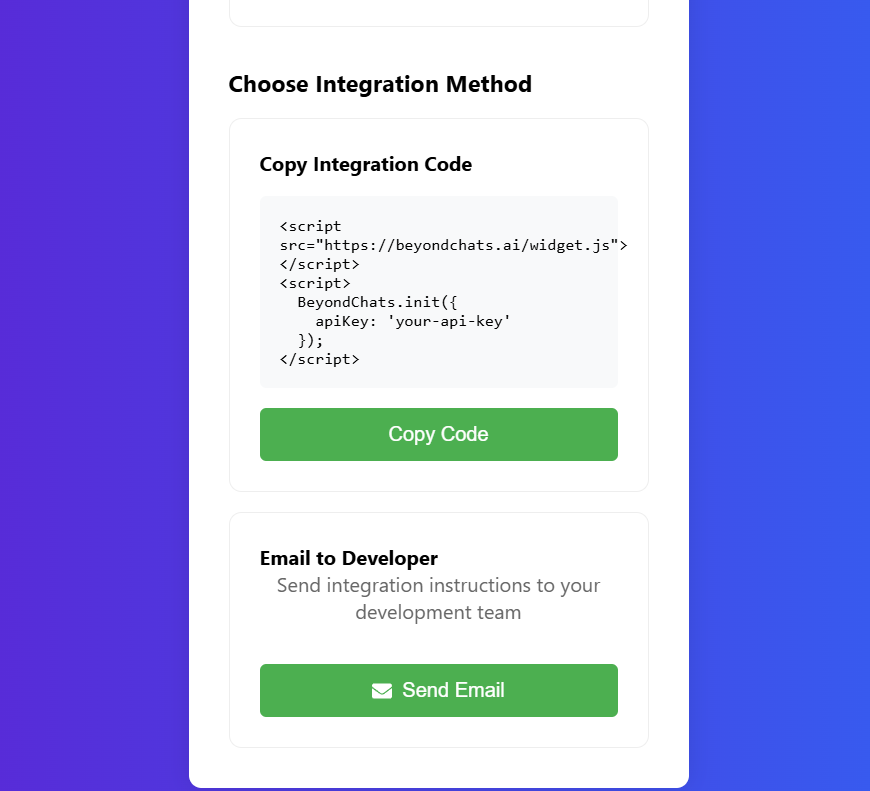 Choose Integration Method
Copy Integration Code
<script
src="https://beyondchats.ai/widget.js">
</script>
<script>
  BeyondChats.init({
    apiKey: 'your-api-key'
  });
</script>
Copy Code
Email to Developer
Send integration instructions to your
development team
Send Email